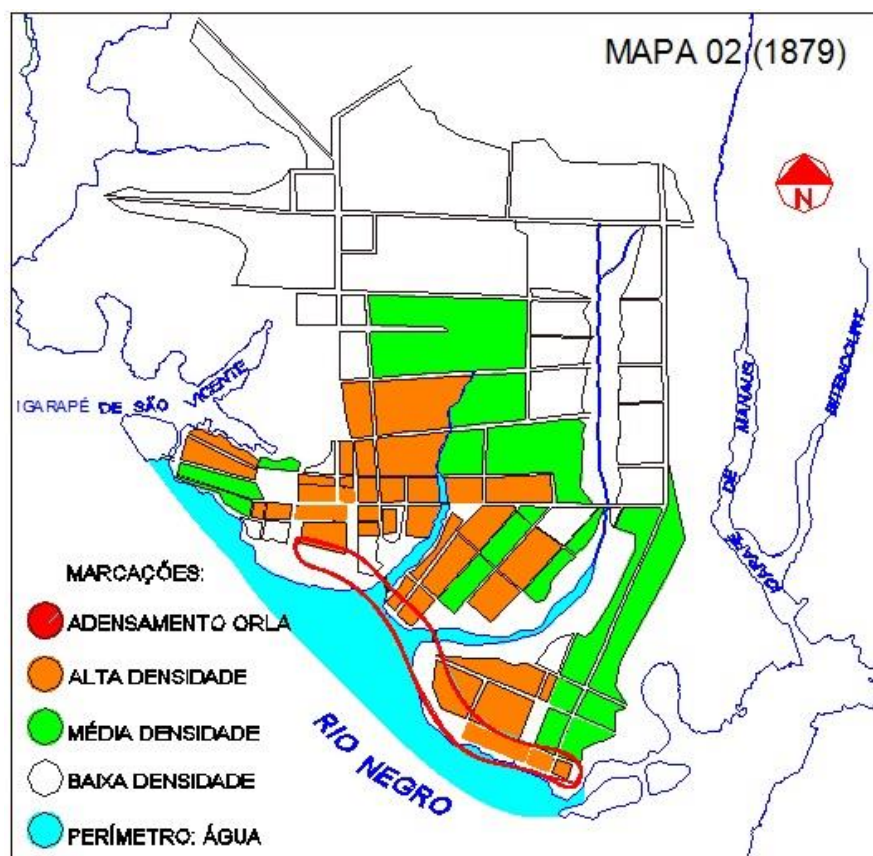 MAPA 02 (1879)
N
IGARAPÉ DE SÃO VICENTE
IGARAPÉ DE MANAUS
BITENCOURT
RIO NEGRO
MARCAÇÕES:
ADENSAMENTO ORLA
ALTA DENSIDADE
MÉDIA DENSIDADE
BAIXA DENSIDADE
PERÍMETRO: ÁGUA